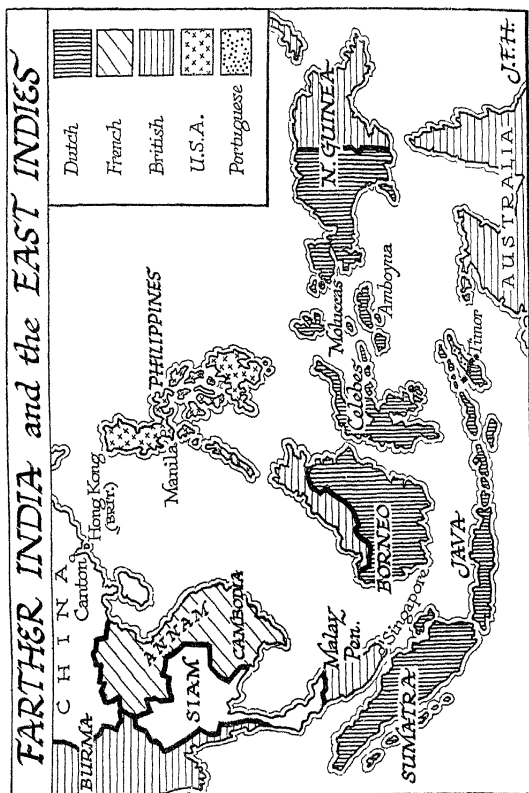 FARTHER INDIA and the EAST INDIES
Dutch
French
British
U.S.A.
Portuguese
CHINA
Canton
Hong Kong
(BRIT.)
BURMA
SIAM
ANNAM
CAMBODIA
Manila
PHILIPPINES
Malay
Pen.
Singapore
SUMATRA
BORNEO
JAVA
Celebes
Moluccas
Amboyna
Timor
N. GUINEA
AUSTRALIA
J.F.H.